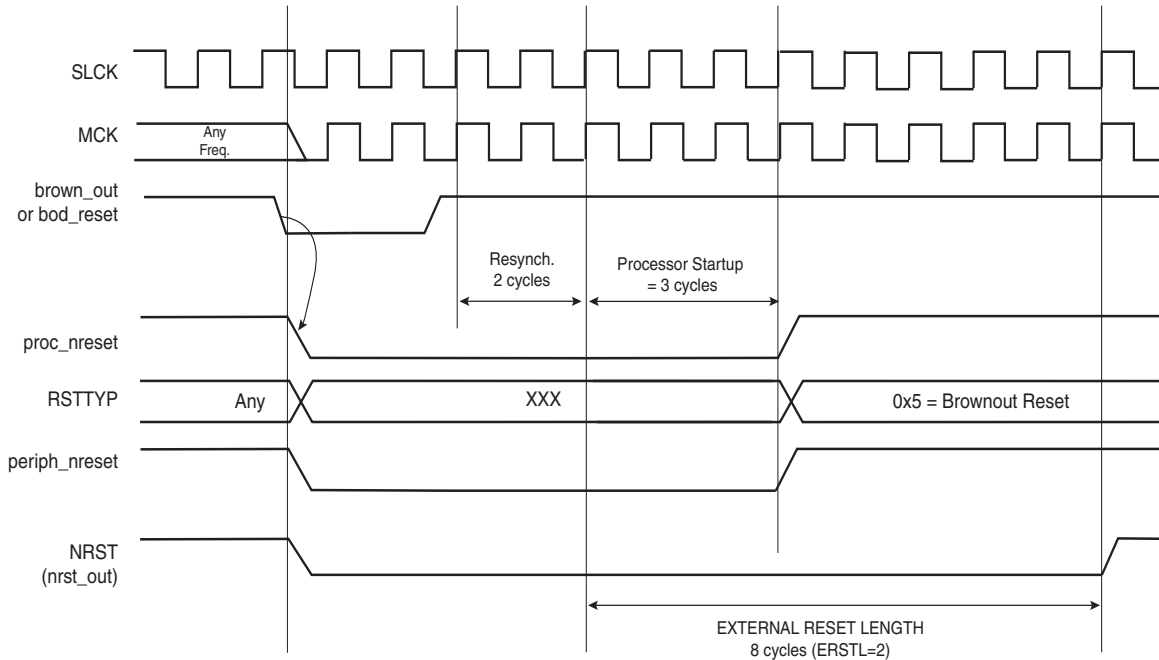 SLCK
MCK
Any
Freq.
brown_out
or bod_reset
Resynch.
2 cycles
Processor Startup
= 3 cycles
proc_nreset
RSTTYP
Any
XXX
0x5 = Brownout Reset
periph_nreset
NRST
(nrst_out)
EXTERNAL RESET LENGTH
8 cycles (ERSTL=2)